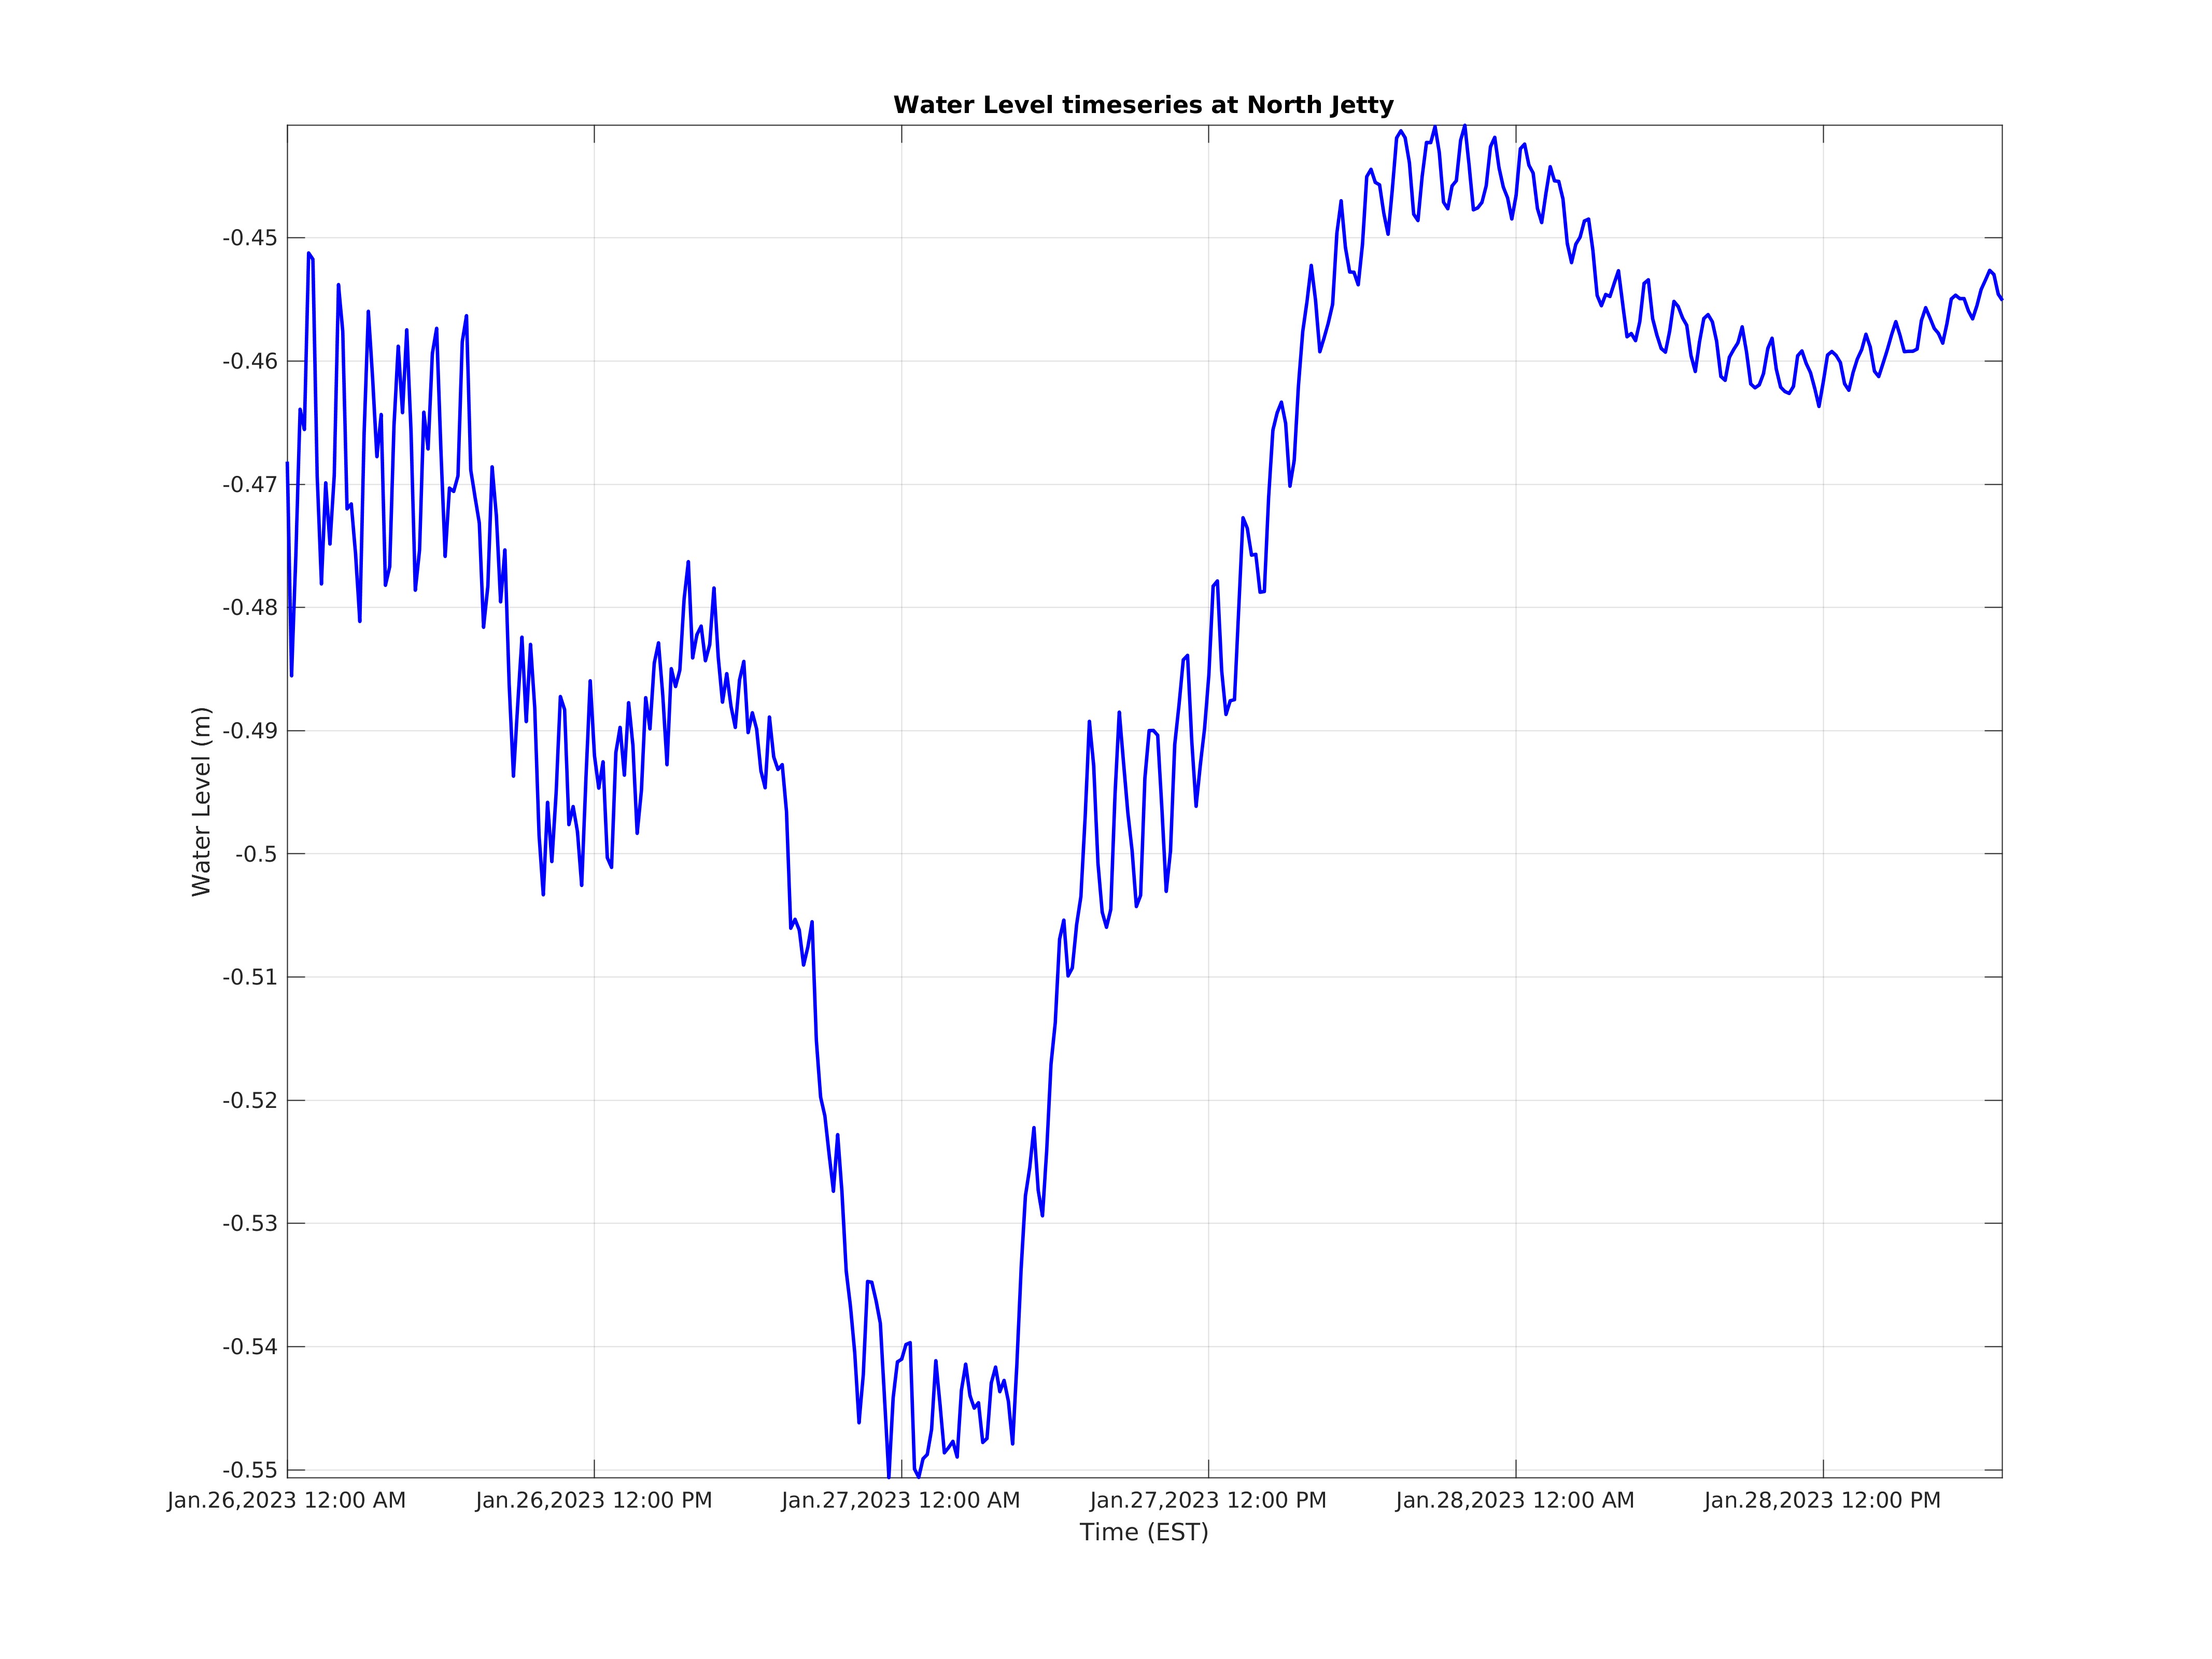 Water Level timeseries at North Jetty
Water Level (m)
-0.45
-0.46
-0.47
-0.48
-0.49
-0.5
-0.51
-0.52
-0.53
-0.54
-0.55
Jan.26,2023 12:00 AM
Jan.26,2023 12:00 PM
Jan.27,2023 12:00 AM
Jan.27,2023 12:00 PM
Jan.28,2023 12:00 AM
Jan.28,2023 12:00 PM
Time (EST)